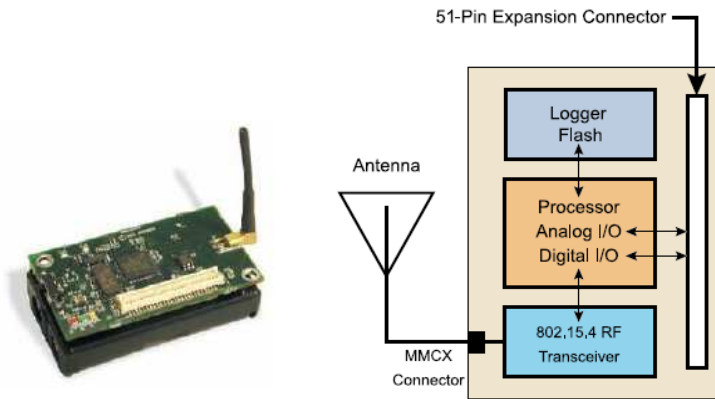 51-Pin Expansion Connector
Logger
Flash
Antenna
Processor
Analog I/O
Digital I/O
802,15,4 RF
Transceiver
MMCX
Connector